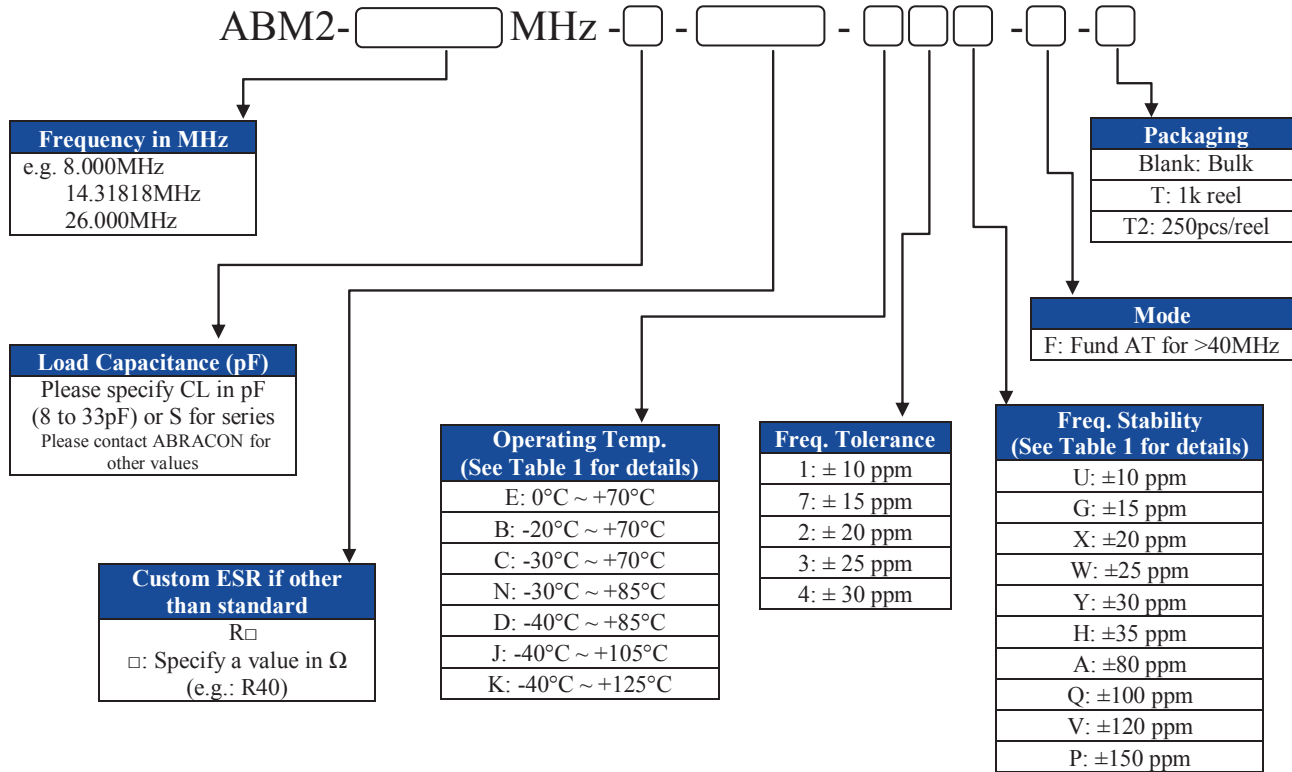 ABM2- MHz - - - - -
Frequency in MHz
e.g. 8.000MHz
14.31818MHz
26.000MHz
Packaging
Blank: Bulk
T: 1k reel
T2: 250pcs/reel
Mode
F: Fund AT for >40MHz
Load Capacitance (pF)
Please specify CL in pF
(8 to 33pF) or S for series
Please contact ABRACON for
other values
Operating Temp.
(See Table 1 for details)
E: 0°C ~ +70°C
B: -20°C ~ +70°C
C: -30°C ~ +70°C
N: -30°C ~ +85°C
D: -40°C ~ +85°C
J: -40°C ~ +105°C
K: -40°C ~ +125°C
Freq. Tolerance
1: ± 10 ppm
7: ± 15 ppm
2: ± 20 ppm
3: ± 25 ppm
4: ± 30 ppm
Freq. Stability
(See Table 1 for details)
U: ±10 ppm
G: ±15 ppm
X: ±20 ppm
W: ±25 ppm
Y: ±30 ppm
H: ±35 ppm
A: ±80 ppm
Q: ±100 ppm
V: ±120 ppm
P: ±150 ppm
Custom ESR if other
than standard
R□
□: Specify a value in Ω
(e.g.: R40)